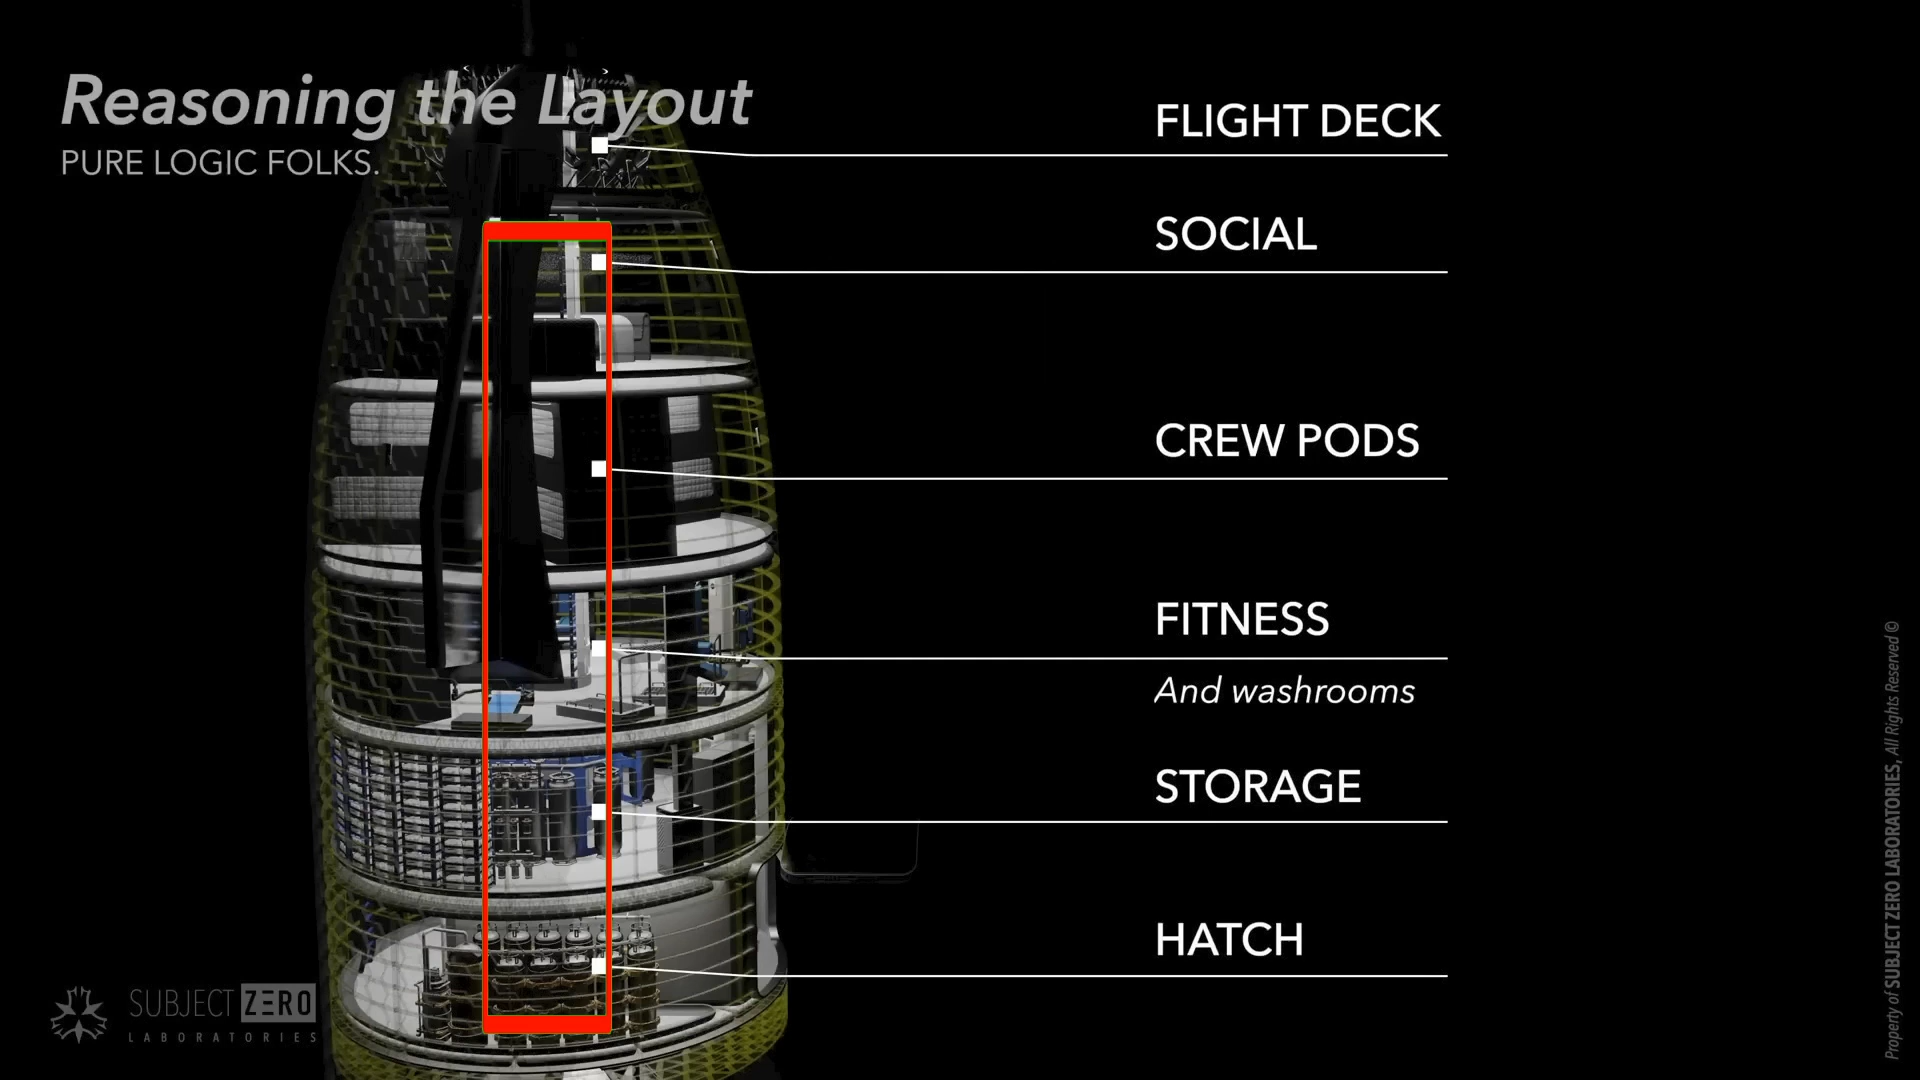 Reasoning the Layout
PURE LOGIC FOLKS.
FLIGHT DECK
SOCIAL
CREW PODS
FITNESS
And washrooms
STORAGE
HATCH
SUBJECT ZERO
LABORATORIES
Property of SUBJECT ZERO LABORATORIES, All Rights Reserved ©